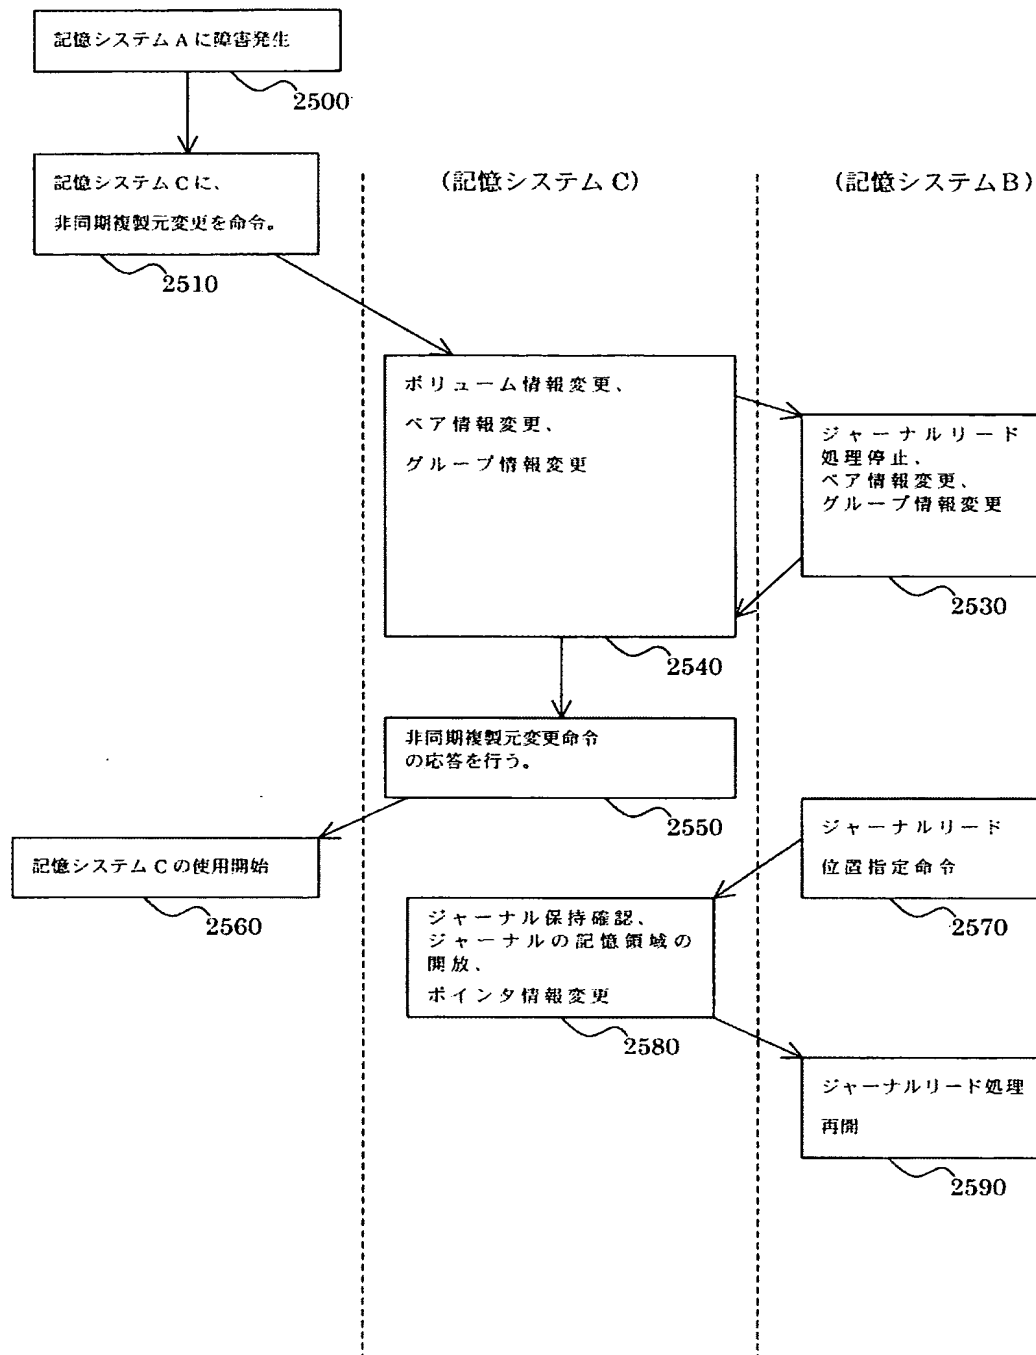 記憶システムAに障害発生
2500
記憶システムCに、
非同期複製元変更を命令。
2510
(記憶システムC)
(記憶システムB)
ボリューム情報変更、
ペア情報変更、
グループ情報変更
2540
ジャーナルリード
処理停止、
ペア情報変更、
グループ情報変更
2530
非同期複製元変更命令
の応答を行う。
2550
記憶システムCの使用開始
2560
ジャーナルリード
位置指定命令
2570
ジャーナル保持確認、
ジャーナルの記憶領域の
開放、
ポインタ情報変更
2580
ジャーナルリード処理
再開
2590